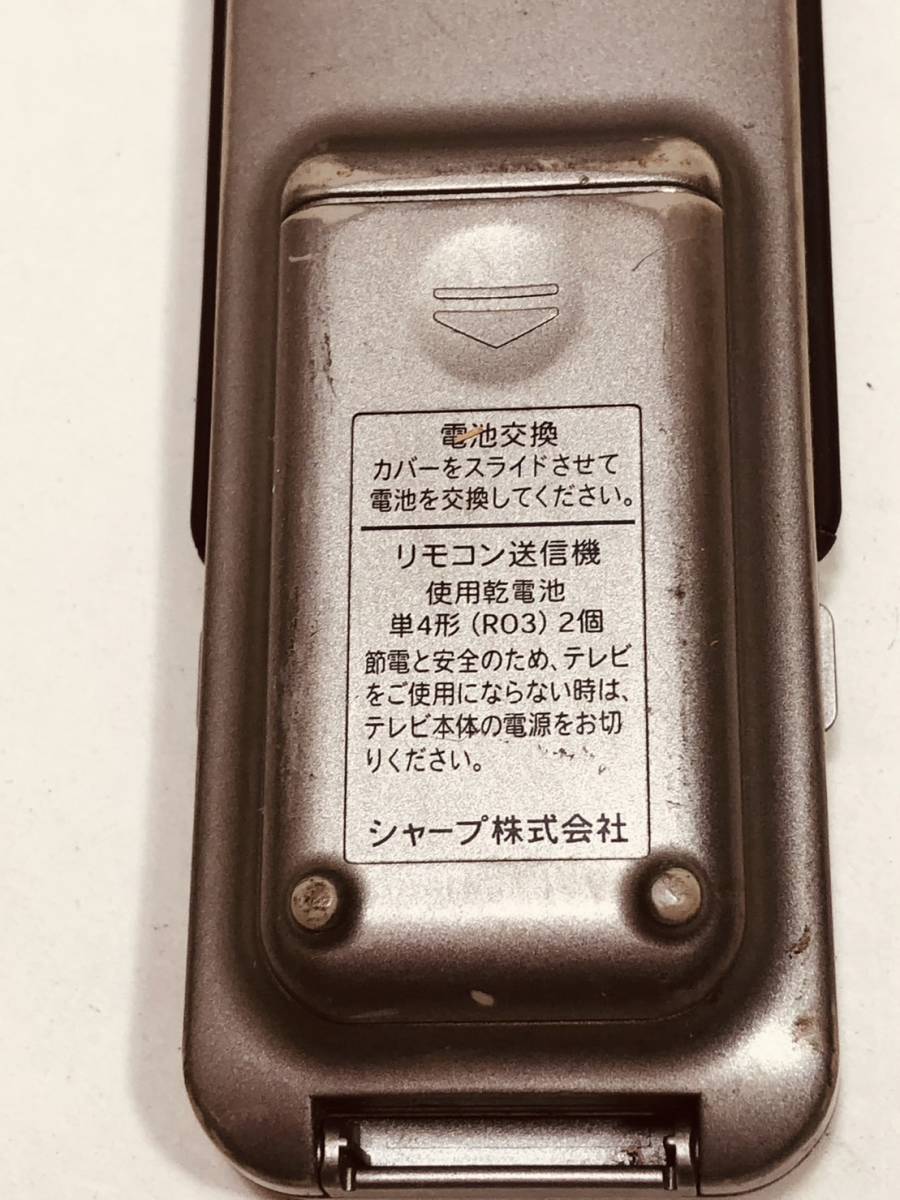 電池交換
カバーをスライドさせて
電池を交換してください。
リモコン送信機
使用乾電池
単4形(R03)2個
節電と安全のため、テレビ
をご使用にならない時は、
テレビ本体の電源をお切
りください。
シャープ株式会社